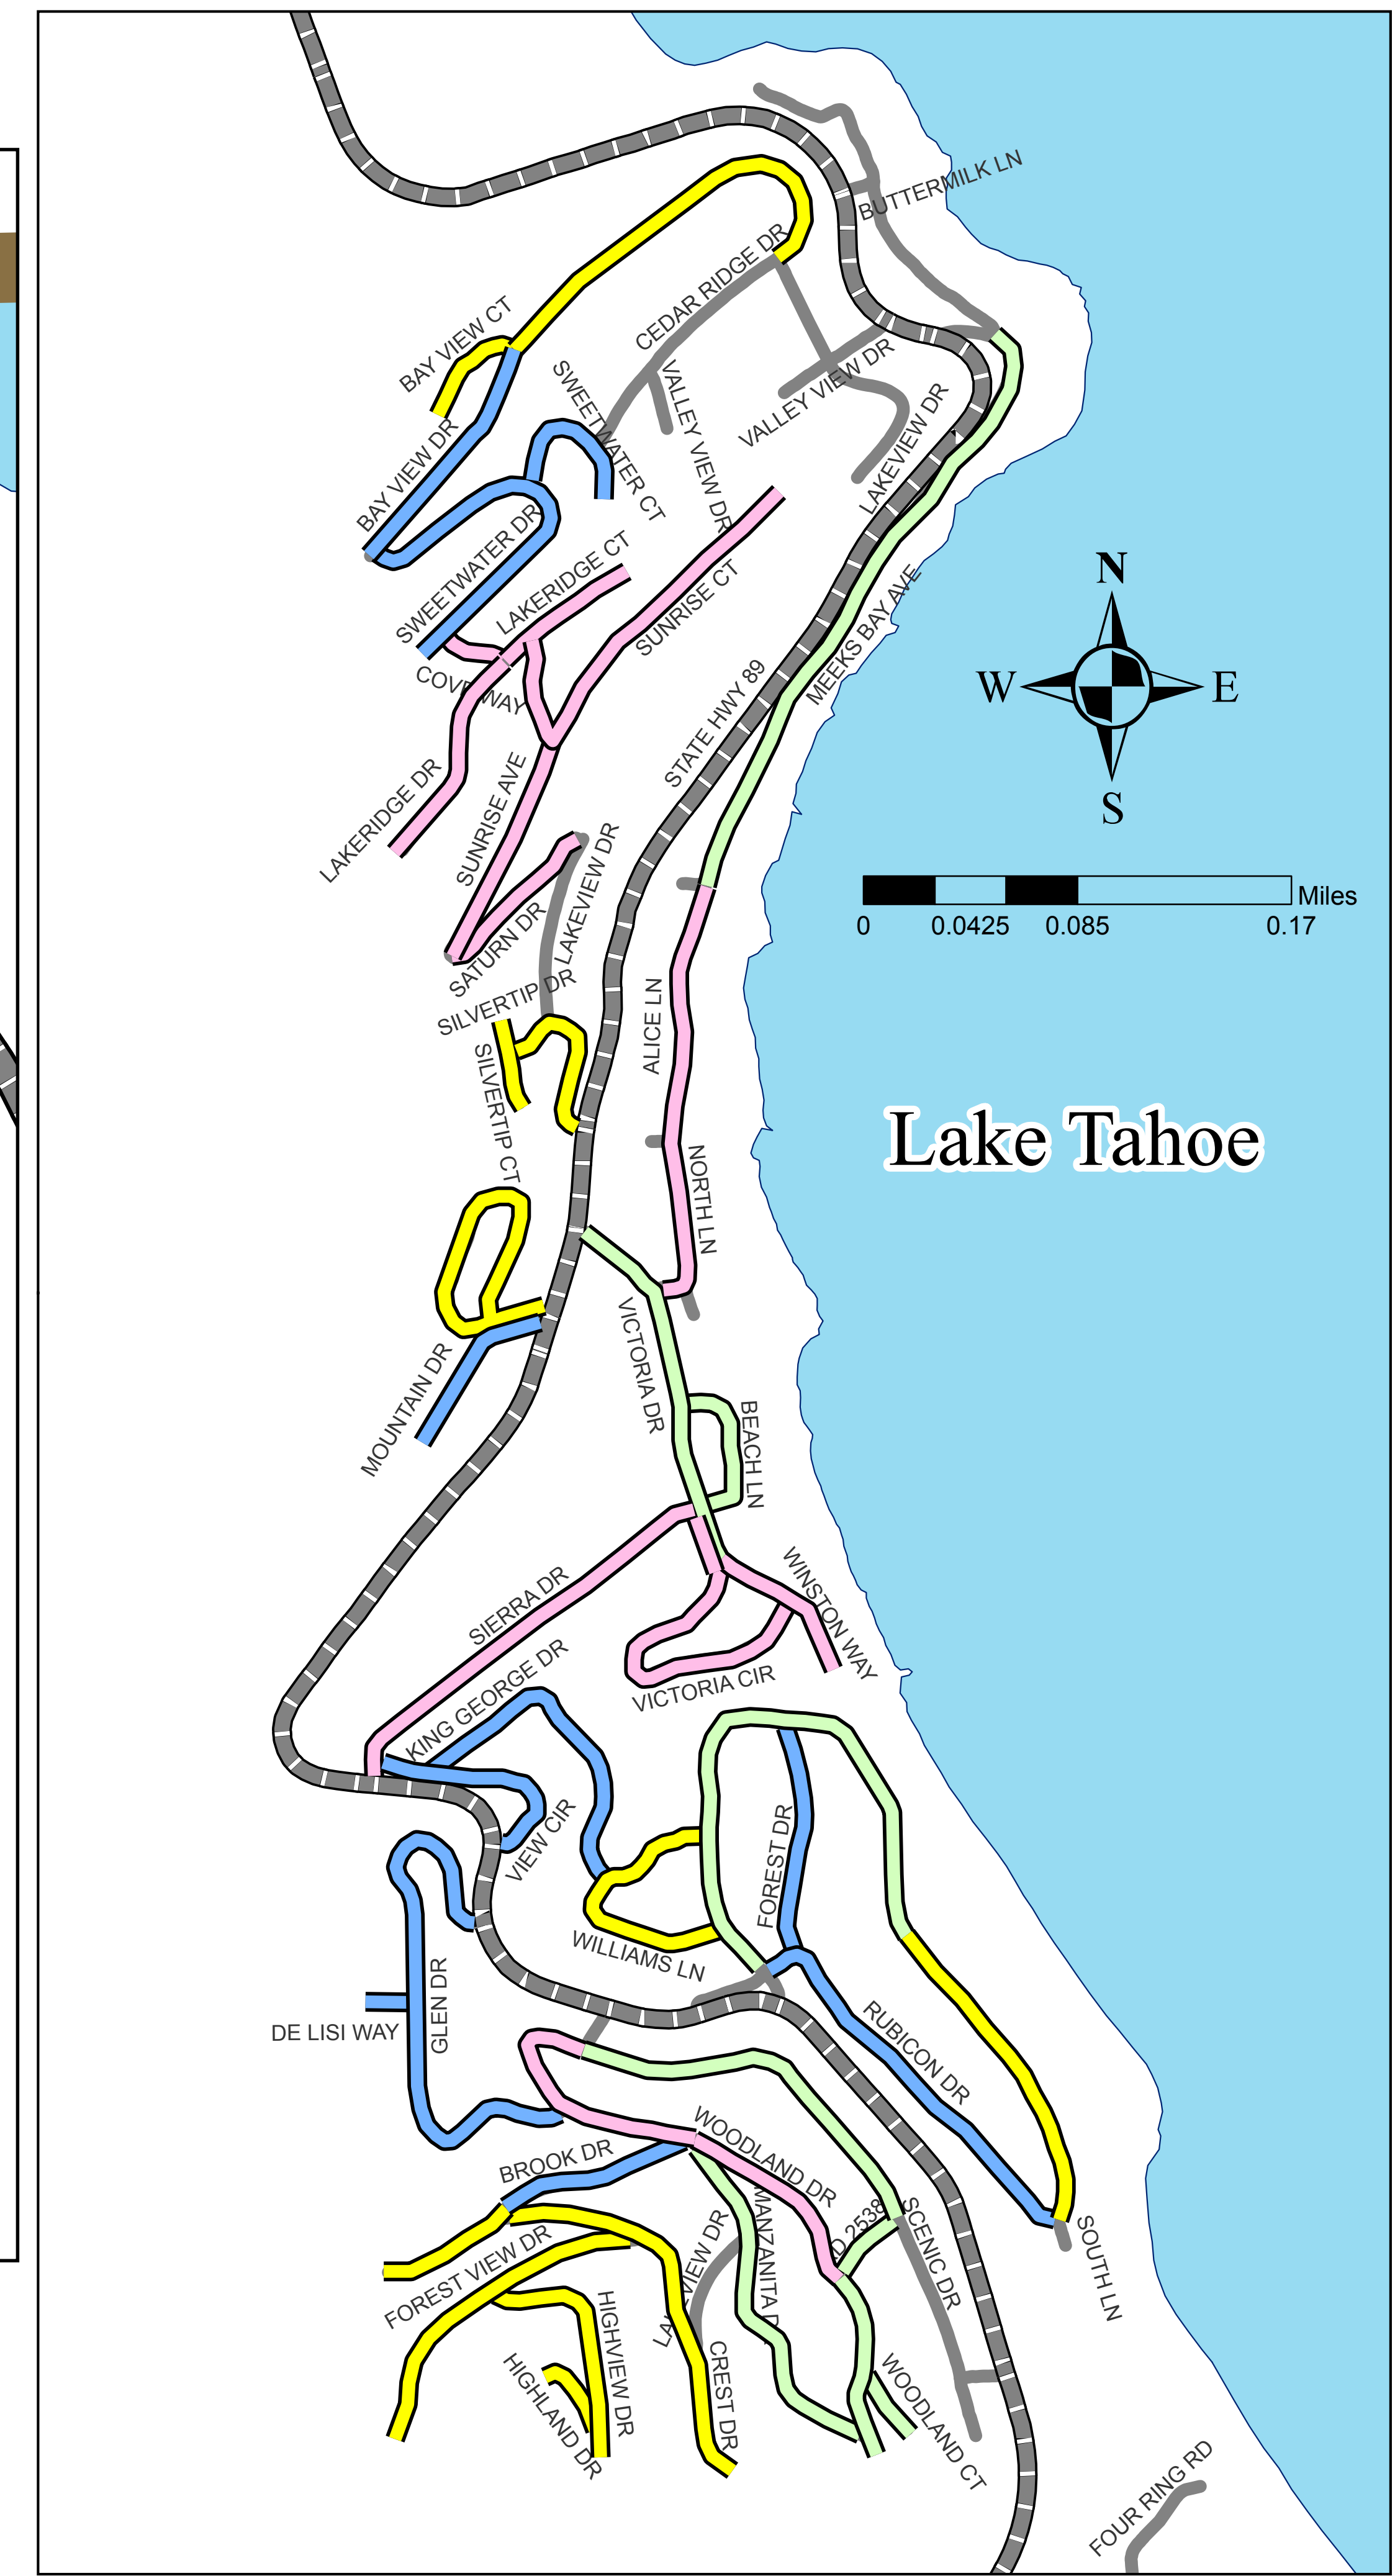 BUTTERMILK LN
CEDAR RIDGE DR
BAY VIEW CT
VALLEY VIEW DR
SWEETWATER CT
VALLEY VIEW DR
LAKEVIEW DR
BAY VIEW DR
SWEETWATER DR
LAKERIDGE CT
SUNRISE CT
MEEKS BAY AVE
COVE WAY
STATE HWY 89
LAKERIDGE DR
SUNRISE AVE
LAKEVIEW DR
SATURN DR
SILVERTIP DR
SILVERTIP CT
ALICE LN
NORTH LN
N
W
E
S
Miles
0
0.0425
0.085
0.17
Lake Tahoe
VICTORIA DR
MOUNTAIN DR
BEACH LN
SIERRA DR
WINSTON WAY
KING GEORGE DR
VICTORIA CIR
VIEW CIR
FOREST DR
WILLIAMS LN
GLEN DR
DE LISI WAY
RUBICON DR
BROOK DR
WOODLAND DR
MANZANITA D
D 2538
SCENIC DR
SOUTH LN
FOREST VIEW DR
VIEW DR
HIGHVIEW DR
HIGHLAND DR
CREST DR
WOODLAND CT
FOUR RING RD